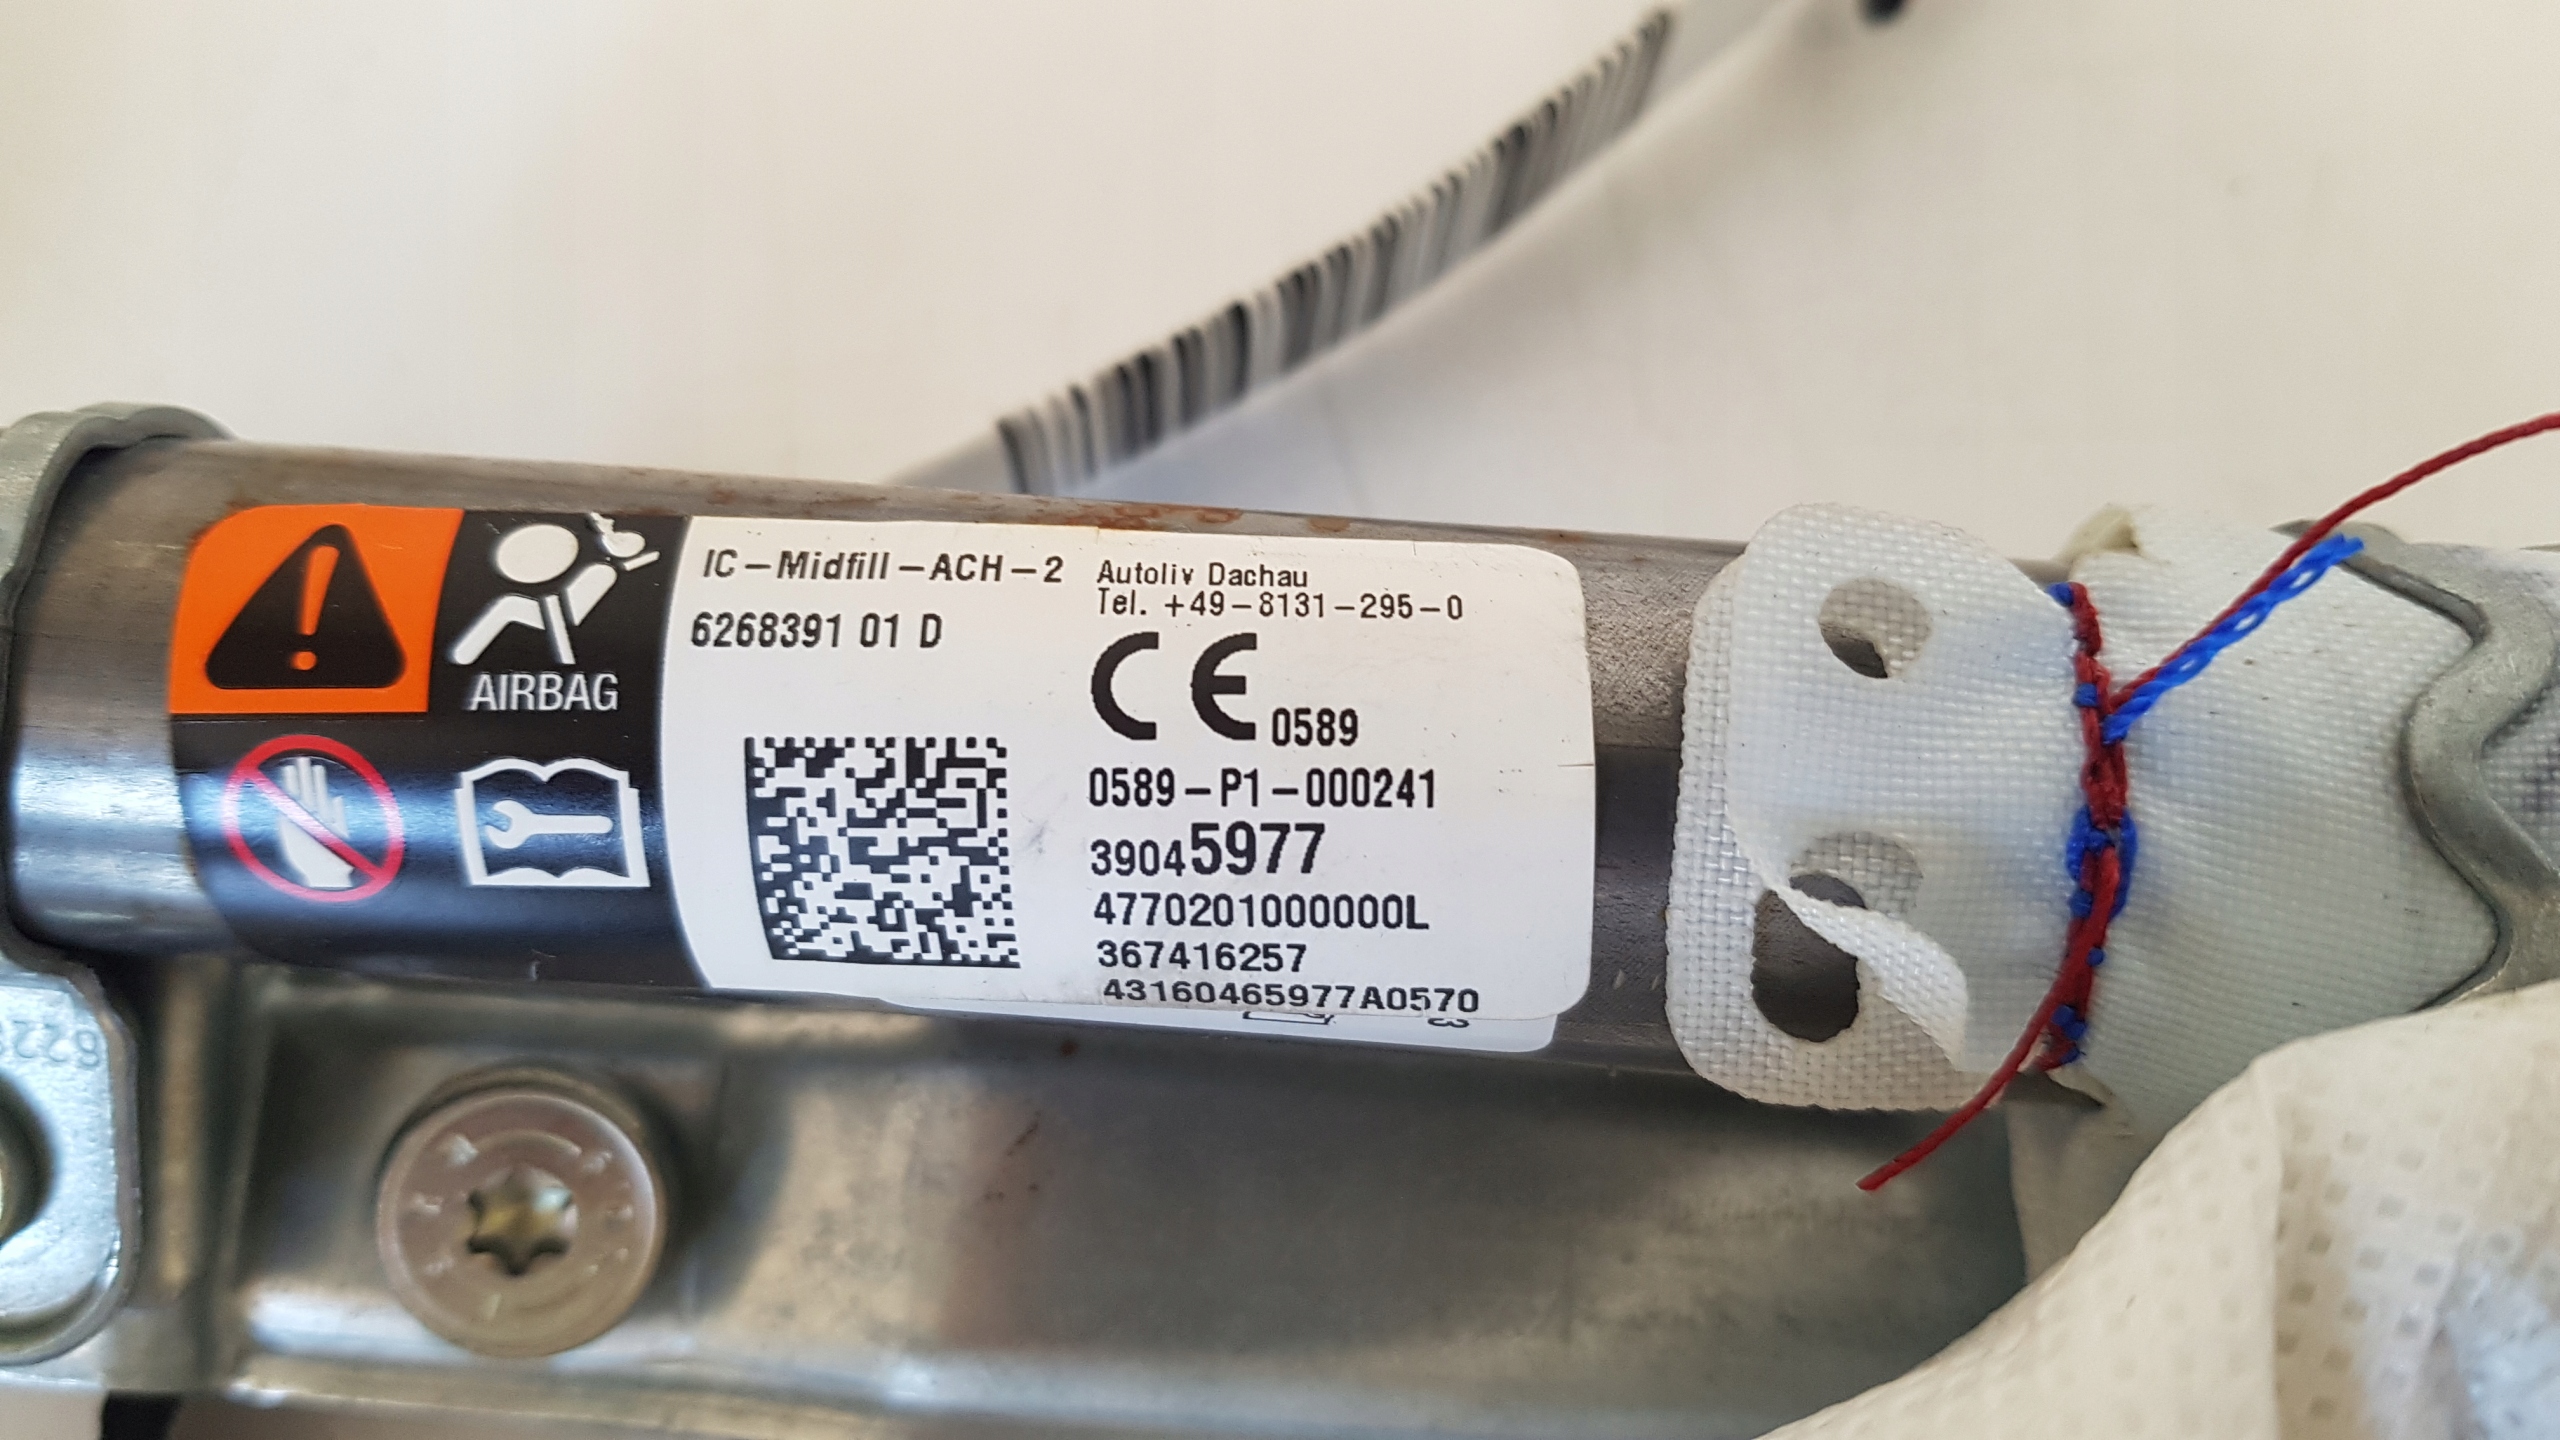 AIRBAG
IC-Midfill-ACH-2
6268391 01 D
Autoliv Dachau
Tel. +49-8131-295-0
CE 0589
0589-P1-000241
39045977
4770201000000L
367416257
43160465977A0570